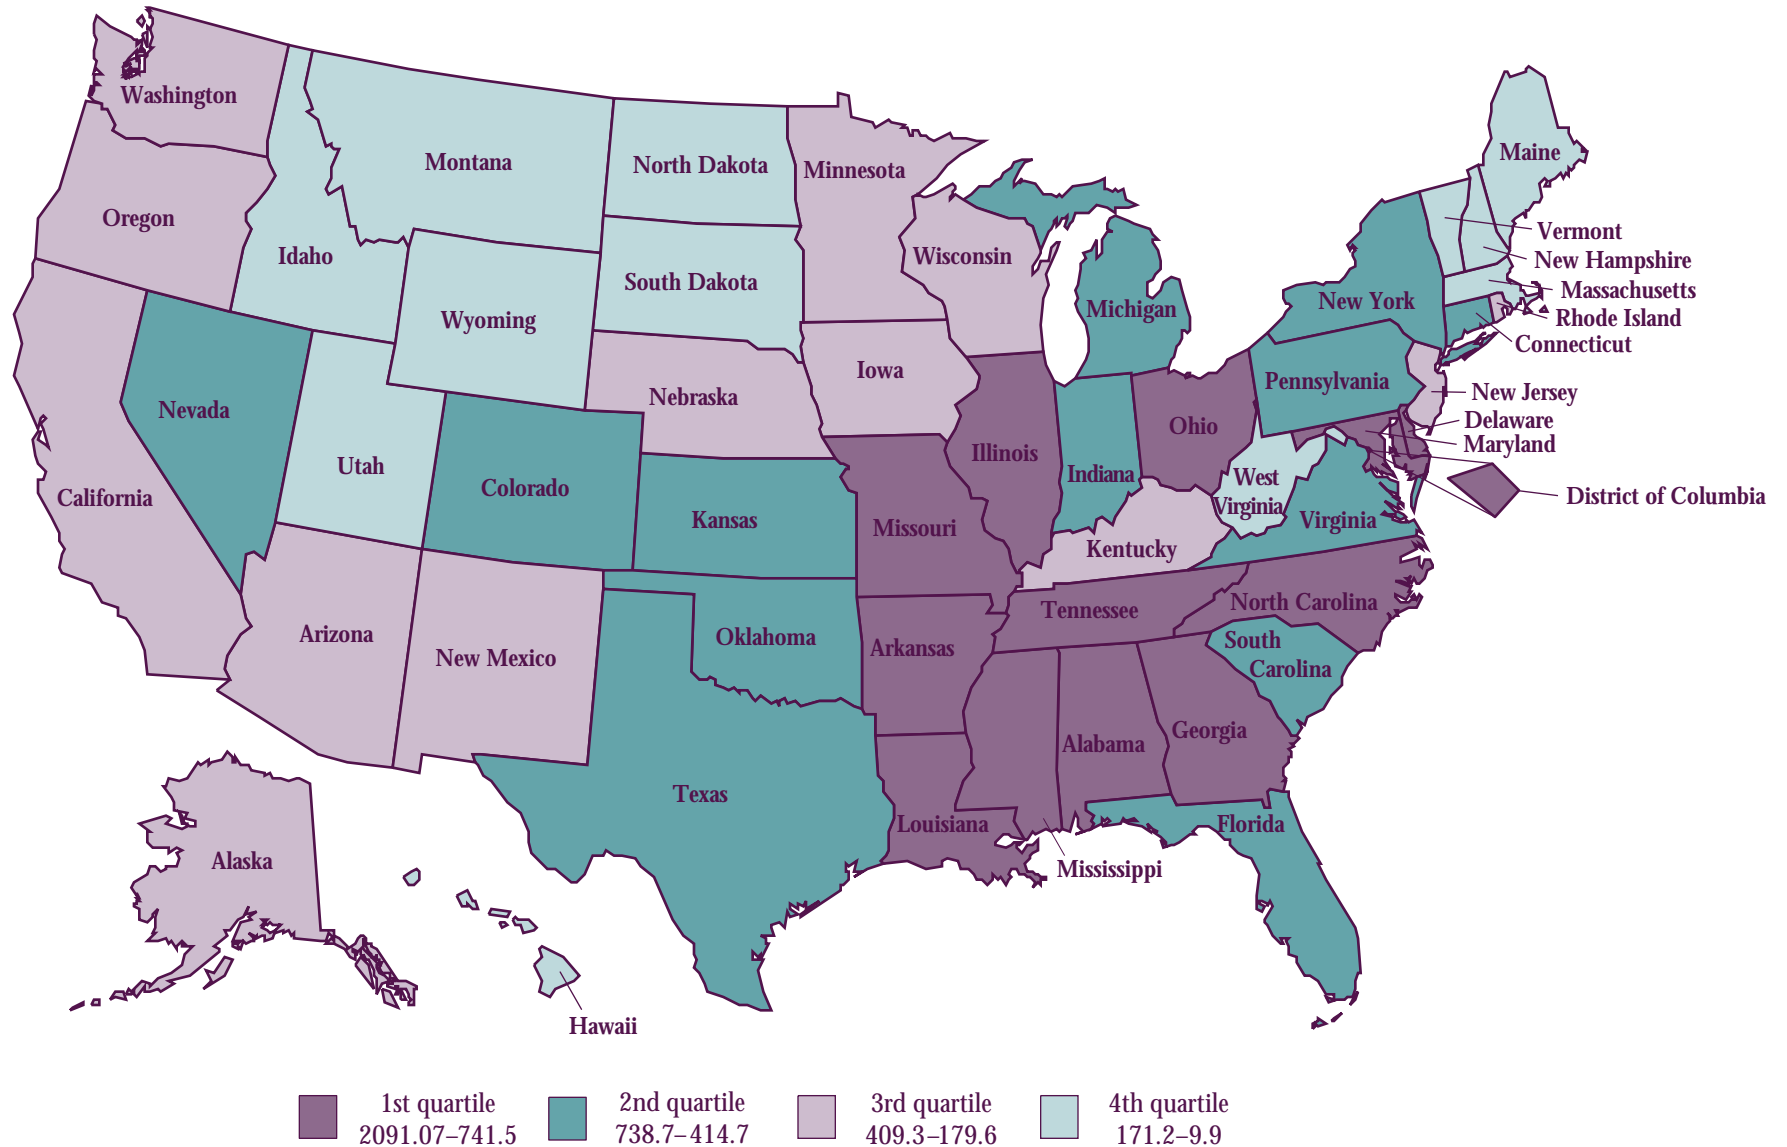 Washington
Oregon
Idaho
Montana
North Dakota
Minnesota
South Dakota
Wyoming
Wisconsin
Michigan
Maine
Vermont
New Hampshire
Massachusetts
Rhode Island
Connecticut
New York
Pennsylvania
New Jersey
Delaware
Maryland
District of Columbia
Nevada
Utah
California
Colorado
Nebraska
Iowa
Kansas
Missouri
Illinois
Indiana
Ohio
West
Virginia
Virginia
Kentucky
Tennessee
North Carolina
South
Carolina
Arizona
New Mexico
Oklahoma
Arkansas
Texas
Louisiana
Mississippi
Alabama
Georgia
Florida
Alaska
Hawaii
1st quartile
2091.07–741.5
2nd quartile
738.7–414.7
3rd quartile
409.3–179.6
4th quartile
171.2–9.9